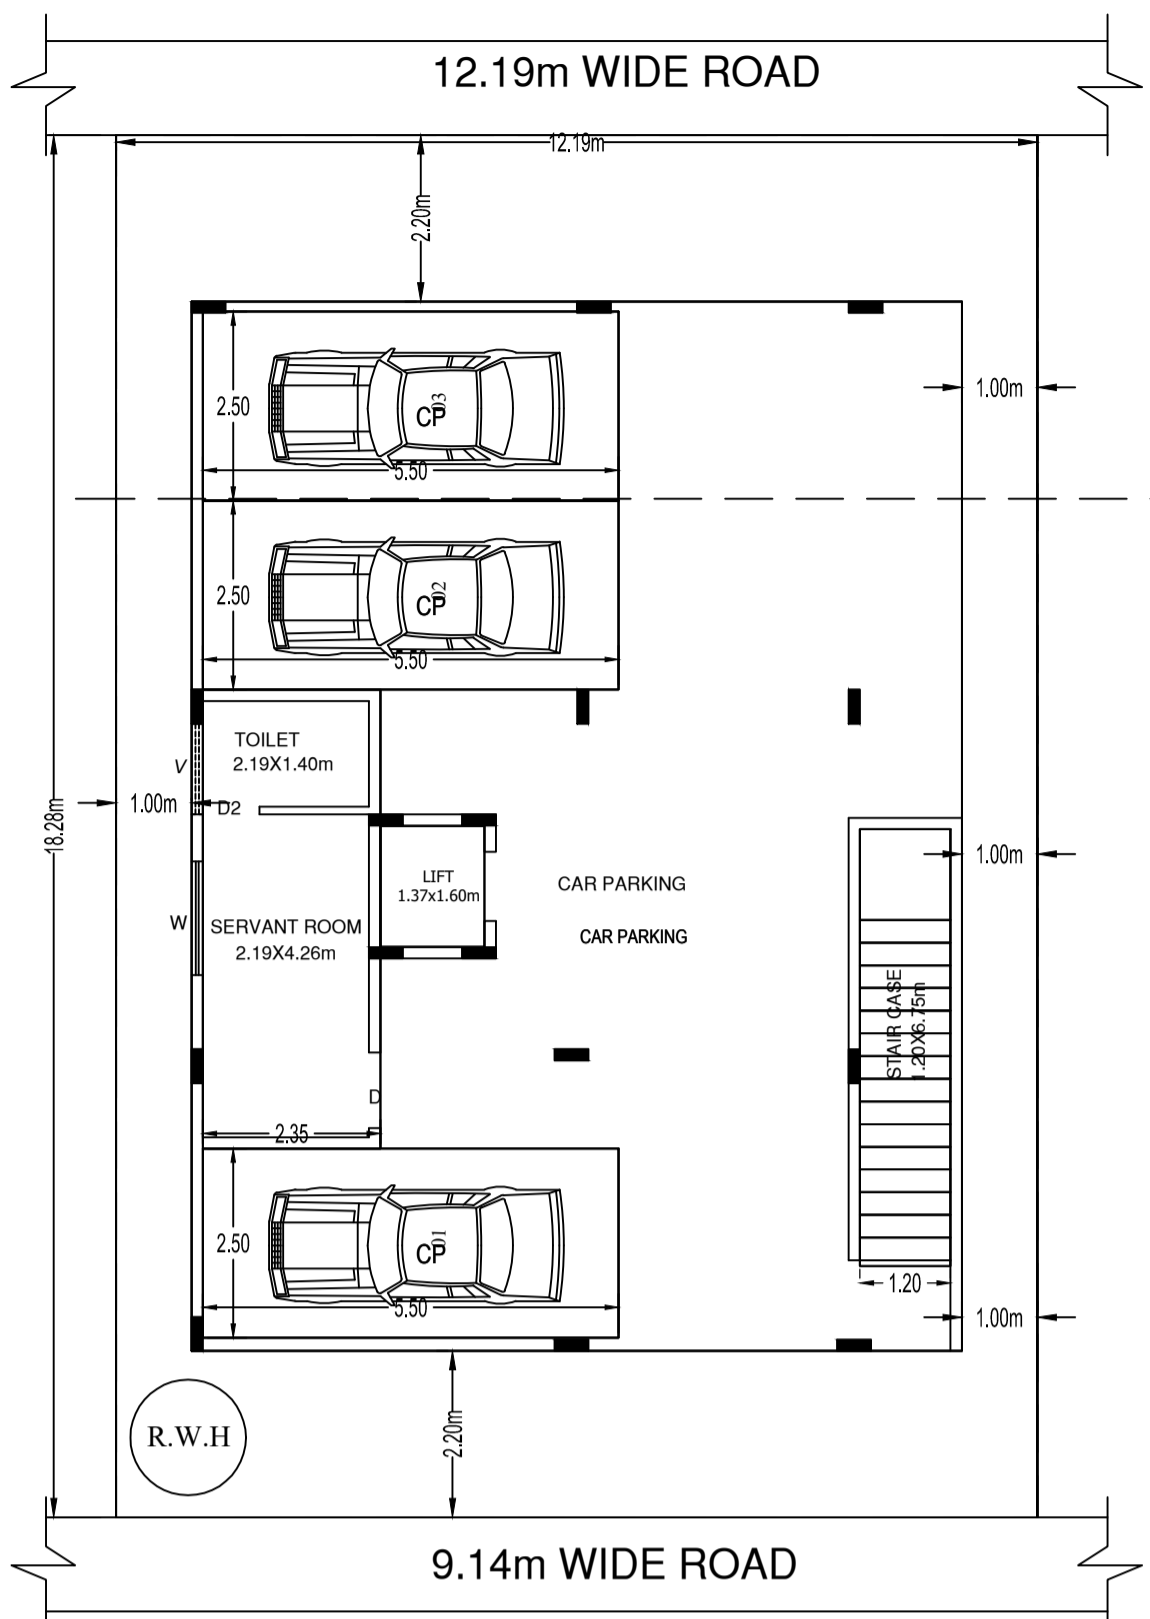 12.19m WIDE ROAD
12.19m
2.20m
2.50
CP 03
5.50
1.00m
2.50
CP 02
5.50
TOILET
2.19X1.40m
V
1.00m
D2
18.28m
LIFT
1.37x1.60m
CAR PARKING
1.00m
W
SERVANT ROOM
2.19X4.26m
CAR PARKING
STAIR CASE
1.20X6.75m
D
2.35
2.50
CP 01
5.50
1.20
1.00m
R.W.H
2.20m
9.14m WIDE ROAD